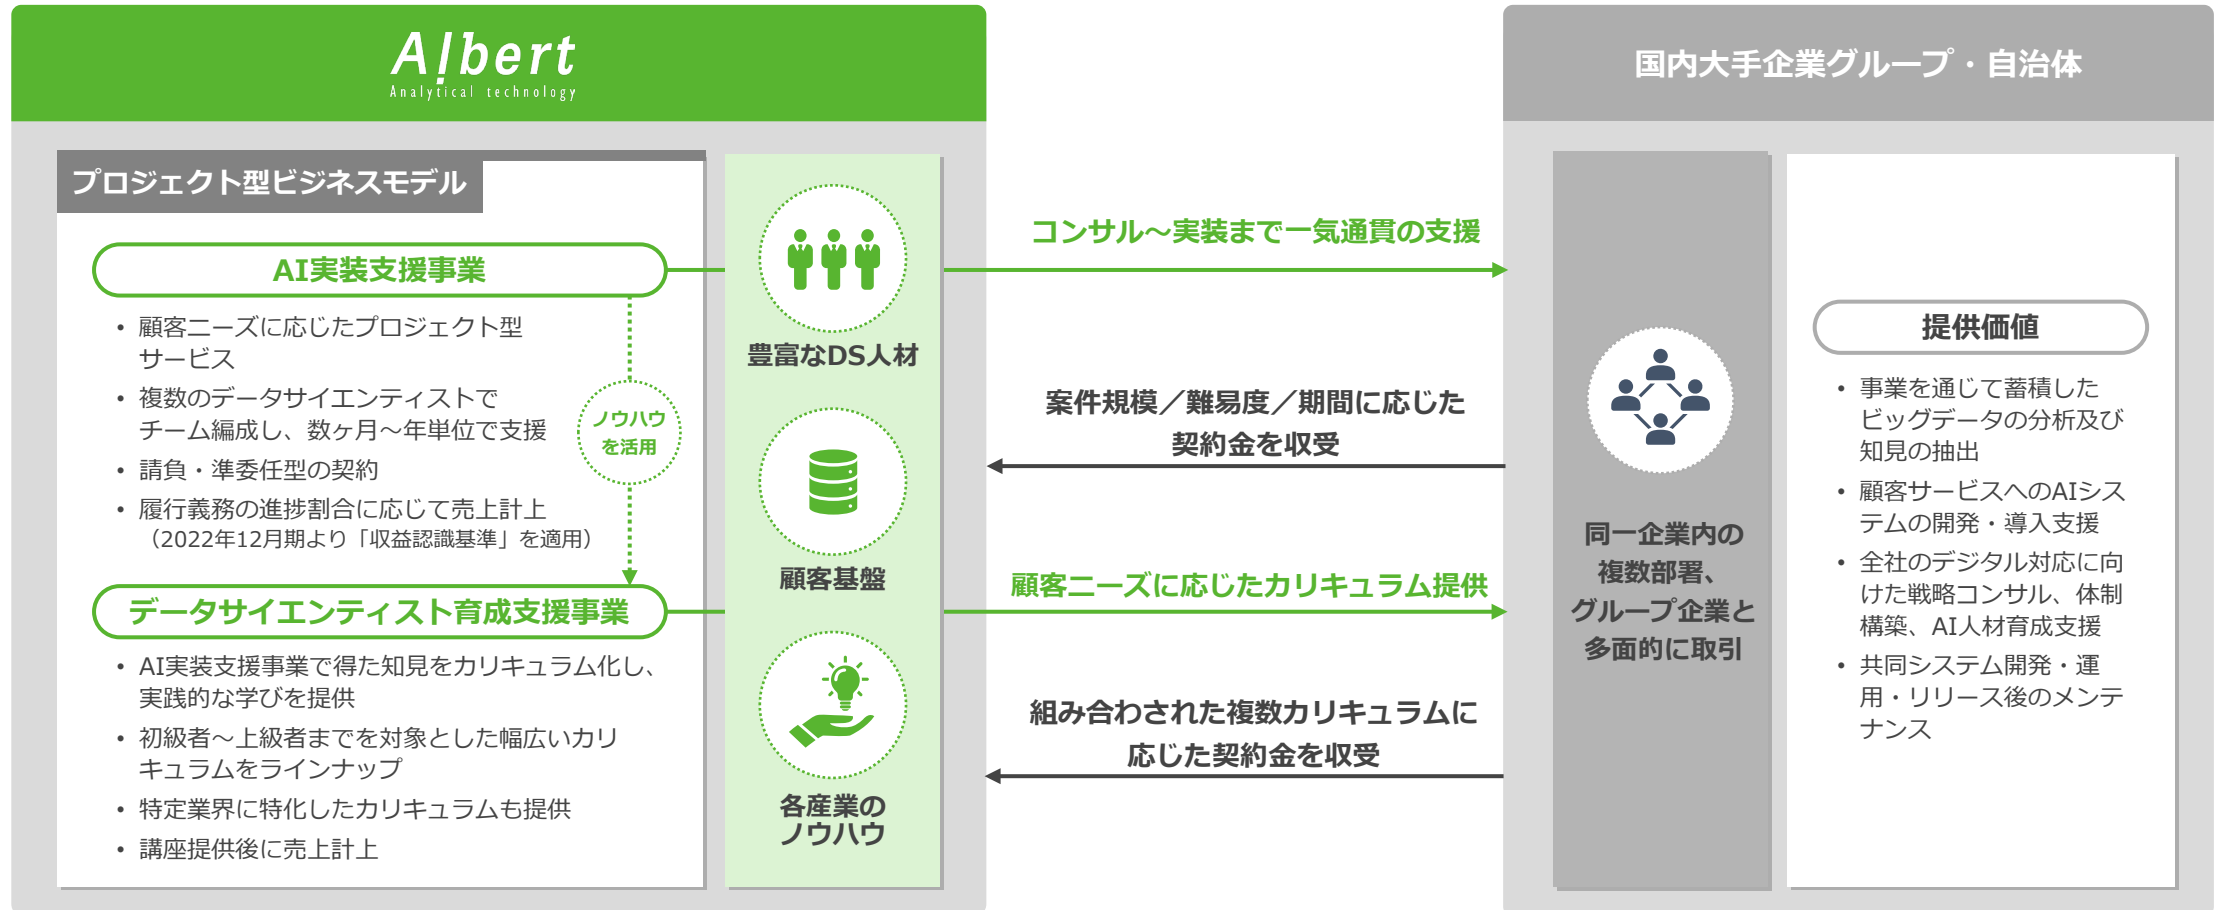 Albert
Analytical technology
プロジェクト型ビジネスモデル
AI実装支援事業
• 顧客ニーズに応じたプロジェクト型
サービス
• 複数のデータサイエンティストで
チーム編成し、数ヶ月～年単位で支援
• 請負・準委任型の契約
• 履行義務の進捗割合に応じて売上計上
（2022年12月期より「収益認識基準」を適用）
ノウハウ
を活用
データサイエンティスト育成支援事業
• AI実装支援事業で得た知見をカリキュラム化し、
実践的な学びを提供
• 初級者～上級者までを対象とした幅広いカリ
キュラムをラインナップ
• 特定業界に特化したカリキュラムも提供
• 講座提供後に売上計上
豊富なDS人材
顧客基盤
各産業の
ノウハウ
コンサル～実装まで一気通貫の支援
案件規模／難易度／期間に応じた
契約金を収受
顧客ニーズに応じたカリキュラム提供
組み合わされた複数カリキュラムに
応じた契約金を収受
国内大手企業グループ・自治体
同一企業内の
複数部署、
グループ企業と
多面的に取引
提供価値
• 事業を通じて蓄積した
ビッグデータの分析及び
知見の抽出
• 顧客サービスへのAIシス
テムの開発・導入支援
• 全社のデジタル対応に向
けた戦略コンサル、体制
構築、AI人材育成支援
• 共同システム開発・運
用・リリース後のメンテ
ナンス